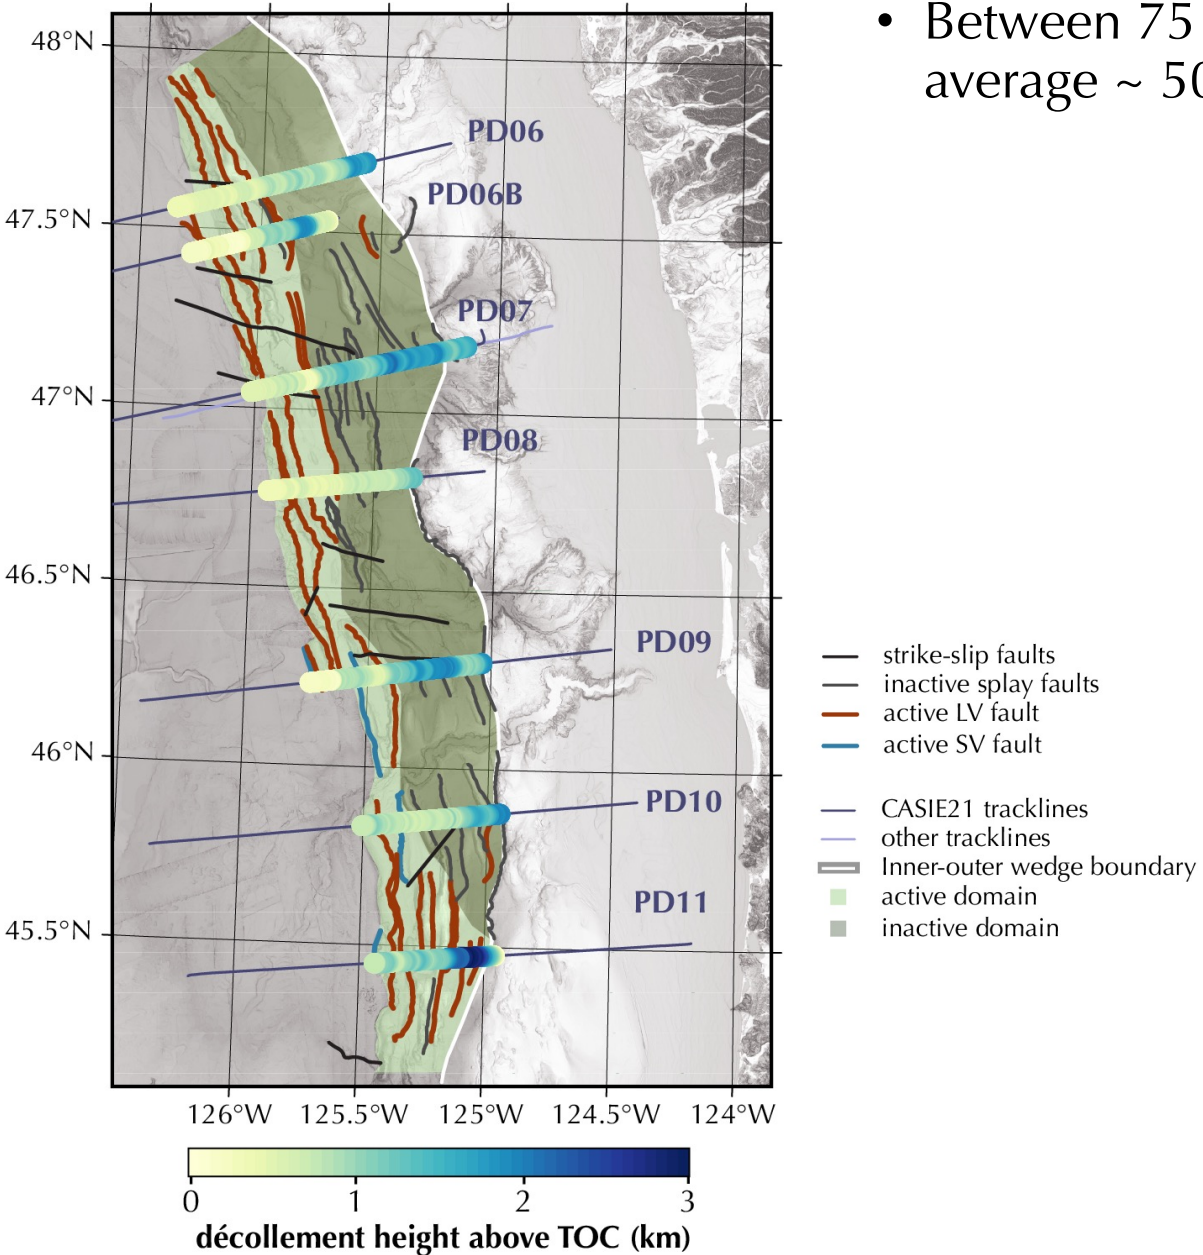 • Between 75
average ~ 50
48°N
PD06
PD06B
47.5°N
PD07
47°N
PD08
46.5°N
PD09
46°N
PD10
PD11
45.5°N
strike-slip faults
inactive splay faults
active LV fault
active SV fault
CASIE21 tracklines
other tracklines
Inner-outer wedge boundary
active domain
inactive domain
126°W 125.5°W 125°W 124.5°W 124°W
0 1 2 3
décollement height above TOC (km)